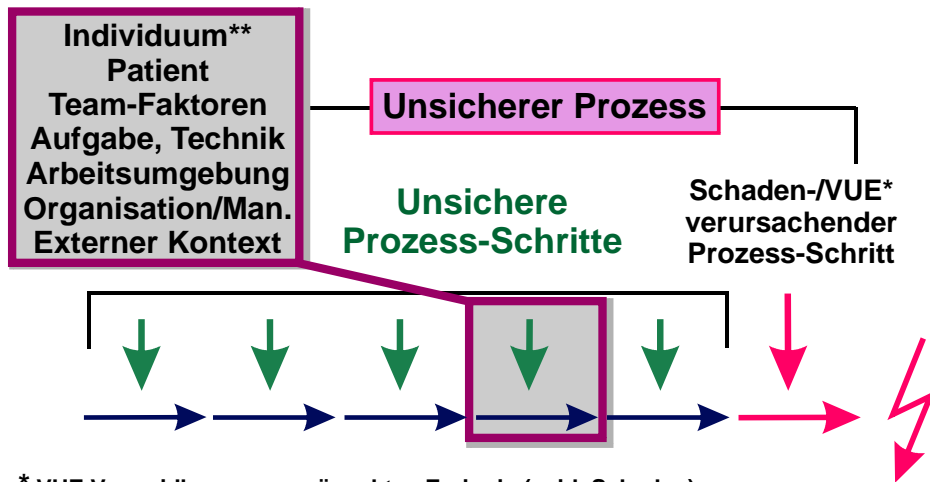 Individuum**
Patient
Team-Faktoren
Aufgabe, Technik
Arbeitsumgebung
Organisation/Man.
Externer Kontext
Unsicherer Prozess
Unsichere
Prozess-Schritte
Schaden-/VUE*
verursachender
Prozess-Schritt
* VUE